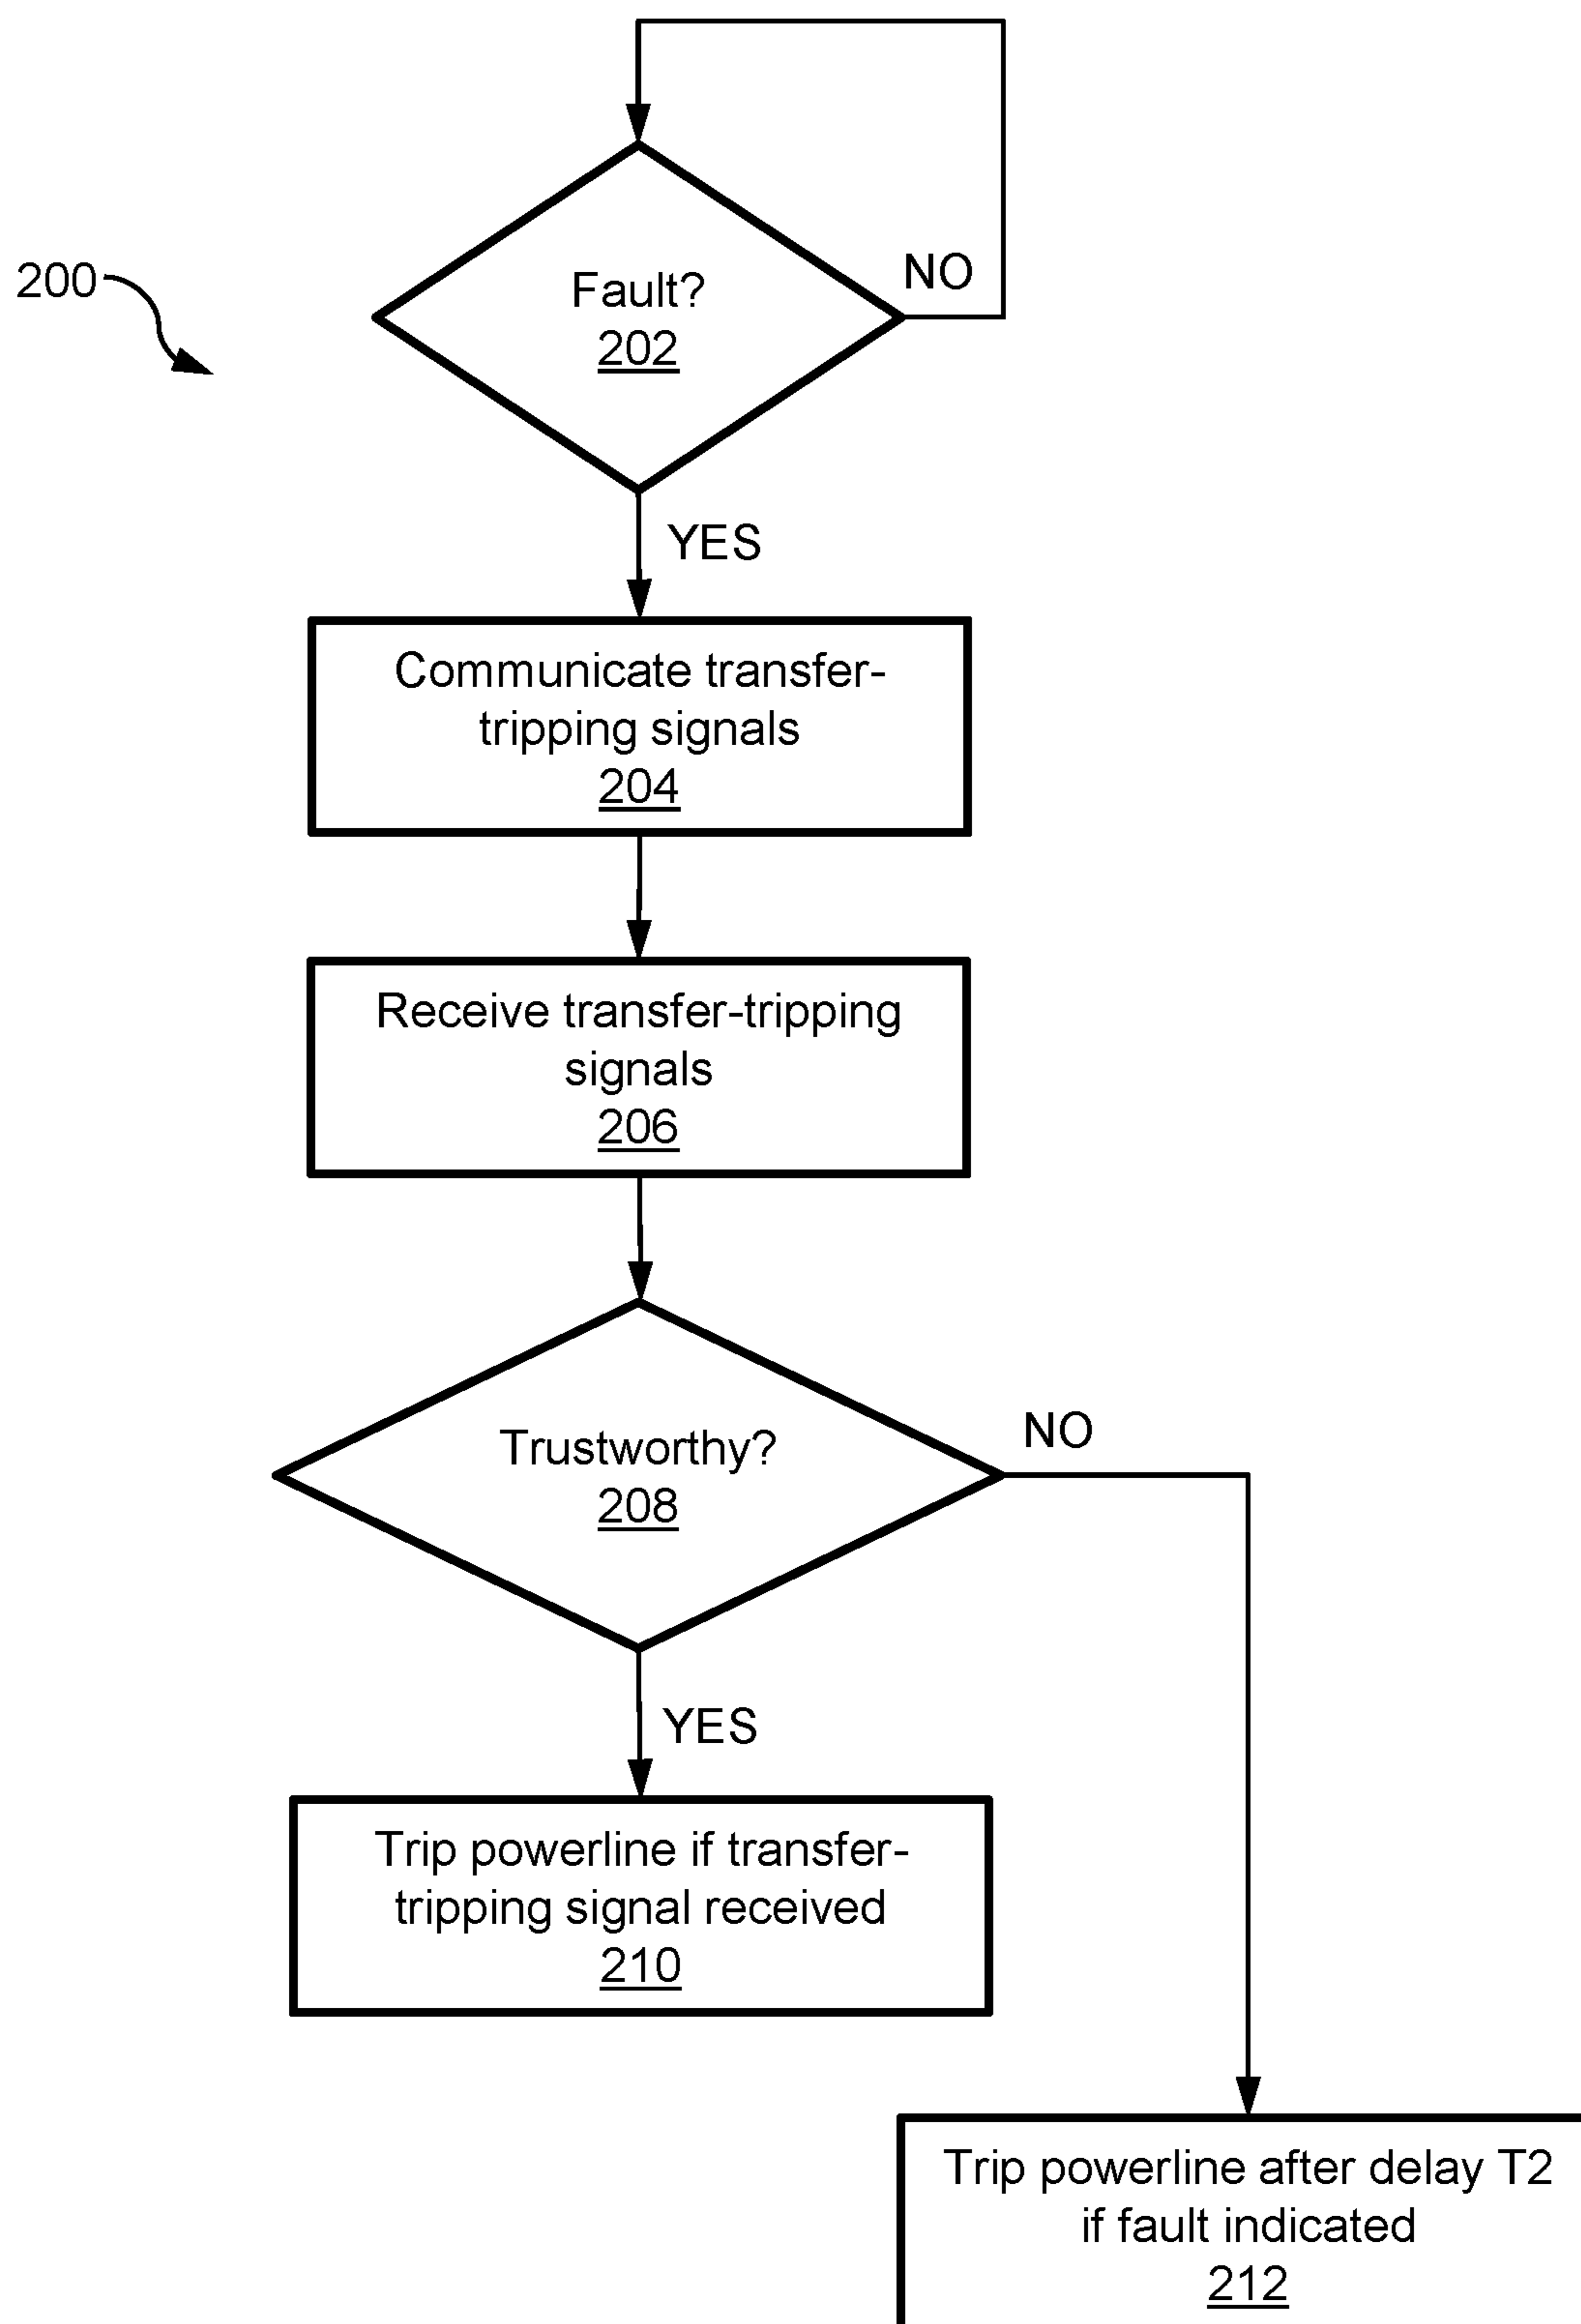 200
Fault?
202
NO
YES
Communicate transfer-
tripping signals
204
Receive transfer-tripping
signals
206
Trustworthy?
208
NO
YES
Trip powerline if transfer-
tripping signal received
210
Trip powerline after delay T2
if fault indicated
212